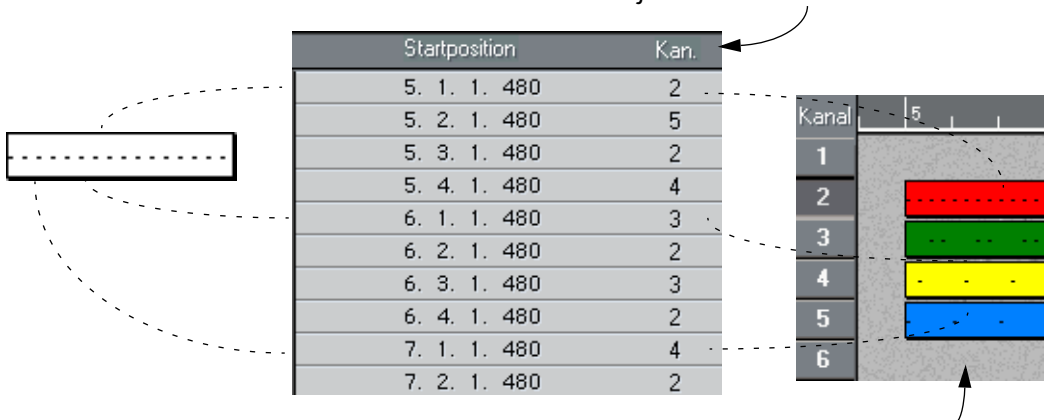 Startposition Kan.
5. 1. 1. 480 2
5. 2. 1. 480 5
5. 3. 1. 480 2
5. 4. 1. 480 4
6. 1. 1. 480 3
6. 2. 1. 480 2
6. 3. 1. 480 3
6. 4. 1. 480 2
7. 1. 1. 480 4
7. 2. 1. 480 2
Kanal 5
1
2
3
4
5
6